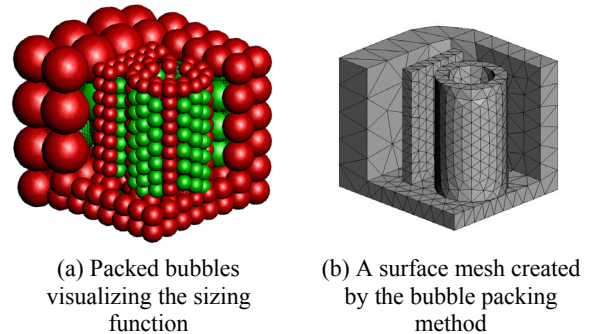 (a) Packed bubbles
visualizing the sizing
function
(b) A surface mesh created
by the bubble packing
method